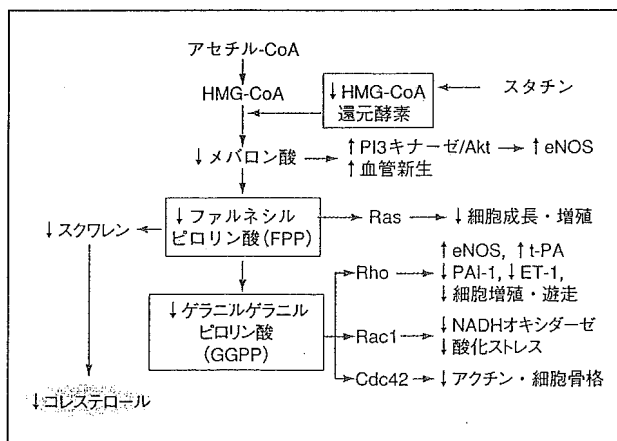 アセチル-CoA
HMG-CoA
↓HMG-CoA
還元酵素
スタチン
↓メバロン酸
↑PI3キナーゼ/Akt
↑eNOS
↑血管新生
↓スクワレン
↓ファルネシル
ピロリン酸(FPP)
Ras
↓細胞成長・増殖
↓ゲラニルゲラニル
ピロリン酸
(GGPP)
Rho
↑eNOS, ↑t-PA
↓PAI-1, ↓ET-1,
↓細胞増殖・遊走
Rac1
↓NADHオキシダーゼ
↓酸化ストレス
Cdc42
↓アクチン・細胞骨格
↓コレステロール